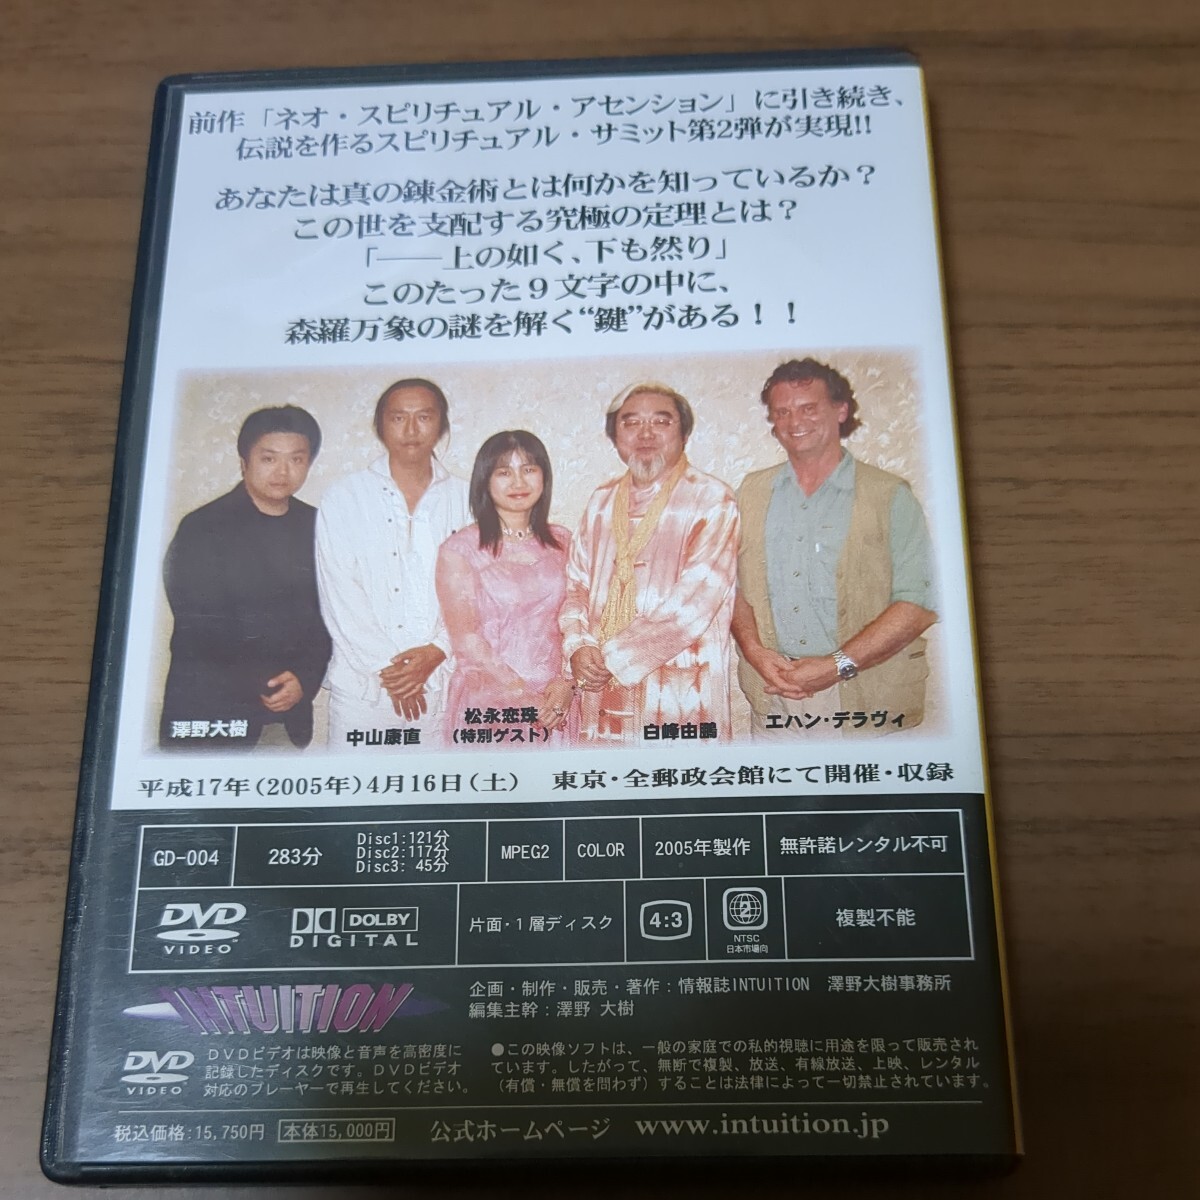 前作「ネオ・スピリチュアル・アセンション」に引き続き、
伝説を作るスピリチュアル・サミット第2弾が実現!!
あなたは真の錬金術とは何かを知っているか？
この世を支配する究極の定理とは？
「──上の如く、下も然り」
このたった９文字の中に、
森羅万象の謎を解く“鍵”がある！！
澤野大樹
中山康直
松永恋珠
(特別ゲスト)
白峰由鵬
エハン・デラヴィ
平成17年(2005年)4月16日(土) 東京・全郵政会館にて開催・収録
GD-004
283分
Disc1:121分
Disc2:117分
Disc3: 45分
MPEG2
COLOR
2005年製作
無許諾レンタル不可
DVD
VIDEO
DOLBY
DIGITAL
片面・1層ディスク
4:3
2
NTSC
日本市場向
複製不能
INTUITION
企画・制作・販売・著作：情報誌INTUITION 澤野大樹事務所
編集主幹：澤野 大樹
DVD
VIDEO
ＤＶＤビデオは映像と音声を高密度に
記録したディスクです。ＤＶＤビデオ
対応のプレーヤーで再生してください。
●この映像ソフトは、一般の家庭での私的視聴に用途を限って販売され
ています。したがって、無断で複製、放送、有線放送、上映、レンタル
(有償・無償を問わず)することは法律によって一切禁止されています。
税込価格:15,750円 本体15,000円 公式ホームページ www.intuition.jp